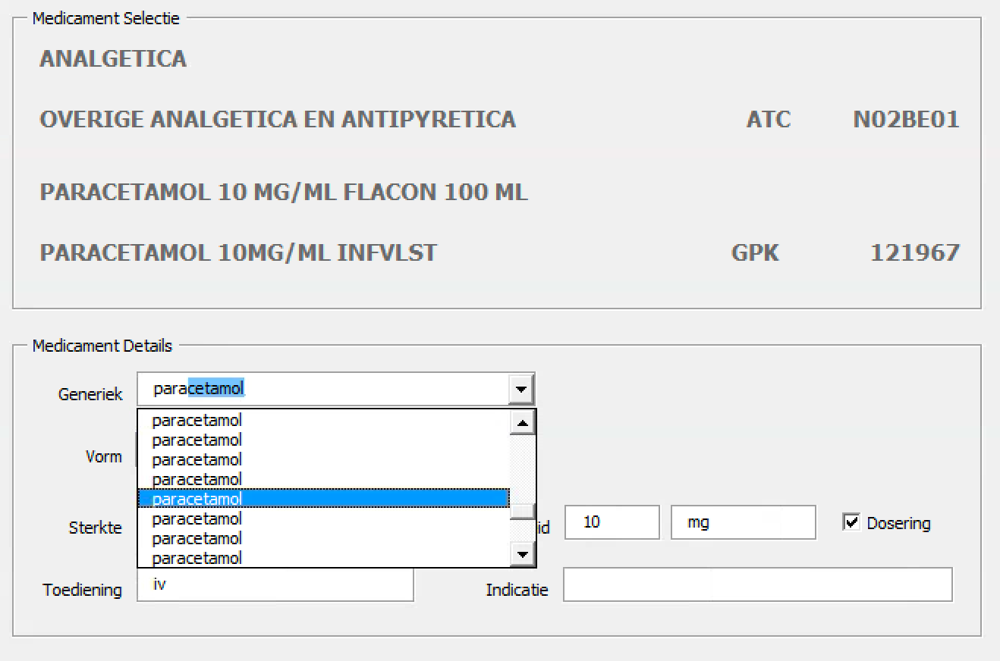 Medicament Selectie
ANALGETICA
OVERIGE ANALGETICA EN ANTIPYRETICA ATC N02BE01
PARACETAMOL 10 MG/ML FLACON 100 ML
PARACETAMOL 10MG/ML INFVLST GPK 121967
Medicament Details
Generiek paracetamol
paracetamol
paracetamol
paracetamol
paracetamol
paracetamol
paracetamol
paracetamol
paracetamol
Vorm
Sterkte id 10 mg Dosering
Toediening iv Indicatie